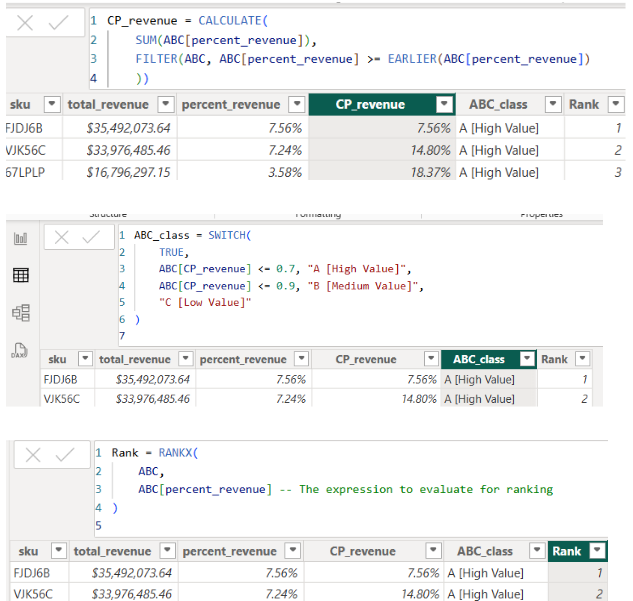 1 CP_revenue = CALCULATE(
2 SUM(ABC[percent_revenue]),
3 FILTER(ABC, ABC[percent_revenue] >= EARLIER(ABC[percent_revenue])
4 ))
sku total_revenue percent_revenue CP_revenue ABC_class Rank
FJDJ6B $35,492,073.64 7.56% 7.56% A [High Value] 1
VJK56C $33,976,485.46 7.24% 14.80% A [High Value] 2
67LPLP $16,796,297.15 3.58% 18.37% A [High Value] 3
Structure Formatting Properties
1 ABC_class = SWITCH(
2 TRUE,
3 ABC[CP_revenue] <= 0.7, "A [High Value]",
4 ABC[CP_revenue] <= 0.9, "B [Medium Value]",
5 "C [Low Value]"
6 )
7
DAX
sku total_revenue percent_revenue CP_revenue ABC_class Rank
FJDJ6B $35,492,073.64 7.56% 7.56% A [High Value] 1
VJK56C $33,976,485.46 7.24% 14.80% A [High Value] 2
1 Rank = RANKX(
2 ABC,
3 ABC[percent_revenue] -- The expression to evaluate for ranking
4 )
5
sku total_revenue percent_revenue CP_revenue ABC_class Rank
FJDJ6B $35,492,073.64 7.56% 7.56% A [High Value] 1
VJK56C $33,976,485.46 7.24% 14.80% A [High Value] 2